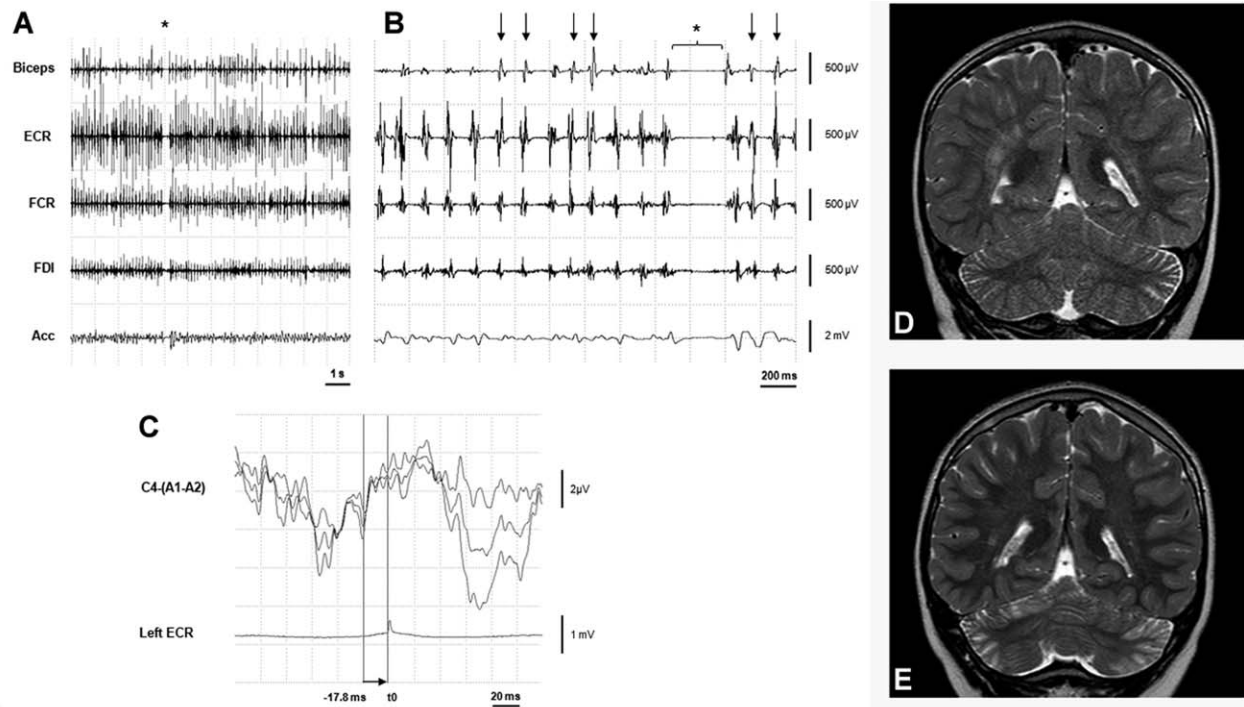 A
*
Biceps
ECR
FCR
FDI
Acc
1 s
B
*
500 µV
500 µV
500 µV
500 µV
2 mV
200 ms
C
C4-(A1-A2)
2µV
Left ECR
1 mV
-17.8 ms
t0
20 ms
D
E